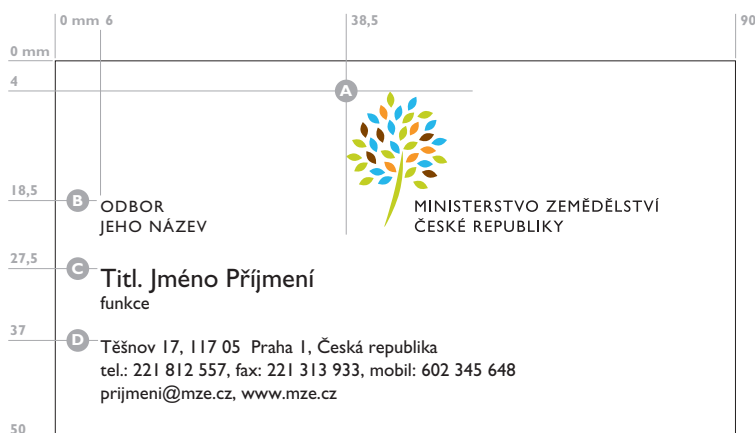 0 mm 6 38,5 90
0 mm
4 A
18,5 B ODBOR MINISTERSTVO ZEMĚDĚLSTVÍ
JEHO NÁZEV ČESKÉ REPUBLIKY
27,5 C Titl. Jméno Příjmení
funkce
37 D Těšnov 17, 117 05 Praha 1, Česká republika
tel.: 221 812 557, fax: 221 313 933, mobil: 602 345 648
prijmeni@mze.cz, www.mze.cz
50